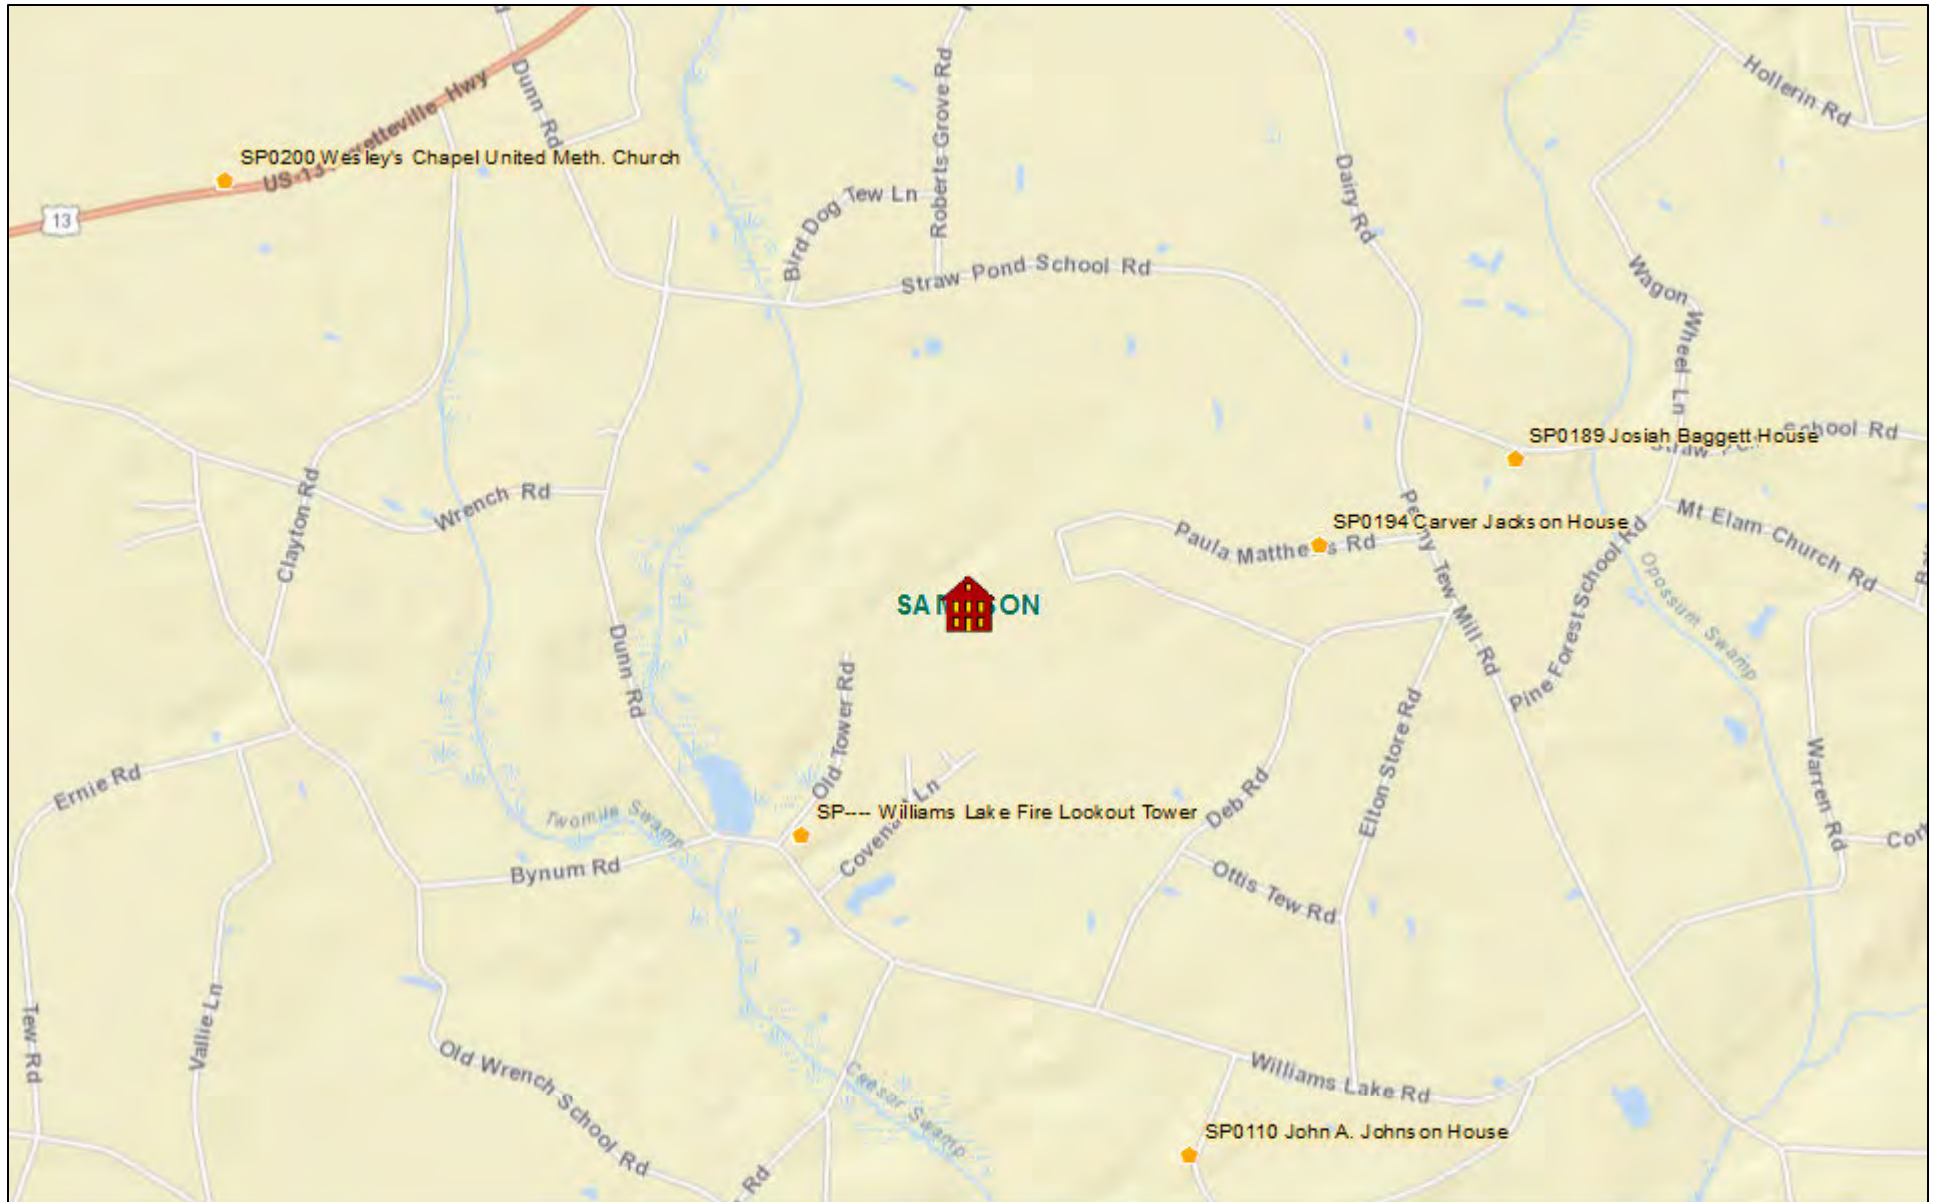 Dunn Rd
Hollerin Rd
Roberts Grove Rd
Hwy
SP0200 Wesley's Chapel United Meth. Church
US-13
13
Bird Dog Tew Ln
Dairy Rd
Straw Pond School Rd
Wagon Wheel Ln
SP0189 Josiah Baggett House
School Rd
Clayton Rd
Wrench Rd
SP0194 Carver Jackson House
Paula Matthe s Rd
Tew Mill Rd
Mt Elam Church Rd
Pine Forest School Rd
Opossum Swamp
SA SON
Dunn Rd
Old Tower Rd
Elton Store Rd
Ernie Rd
Deb Rd
Warren Rd
SP---- Williams Lake Fire Lookout Tower
Twomile Swamp
Ln
Bynum Rd
Ottis Tew Rd
Tew Rd
Vallie Ln
Old Wrench School Rd
Caesar Swamp
Williams Lake Rd
SP0110 John A. Johnson House
Rd